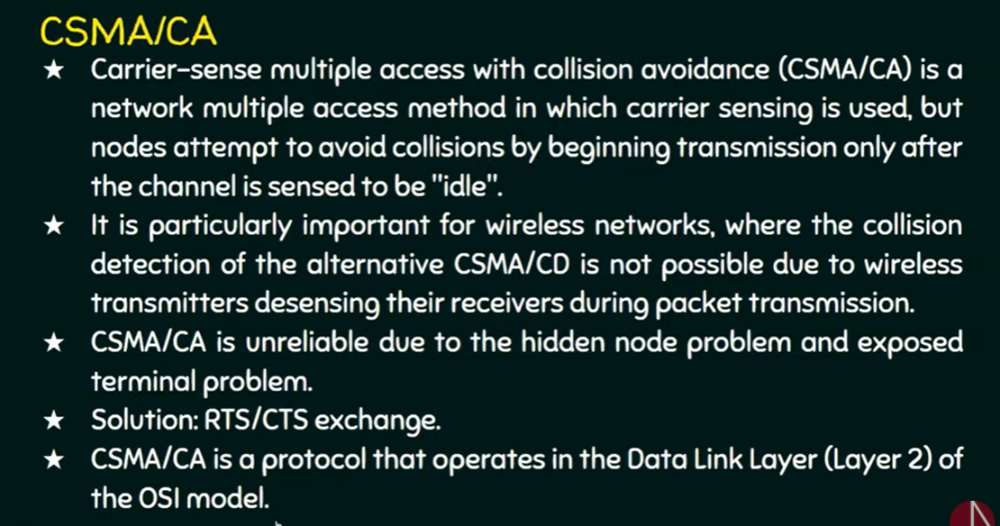 CSMA/CA
★ Carrier-sense multiple access with collision avoidance (CSMA/CA) is a
network multiple access method in which carrier sensing is used, but
nodes attempt to avoid collisions by beginning transmission only after
the channel is sensed to be "idle".
★ It is particularly important for wireless networks, where the collision
detection of the alternative CSMA/CD is not possible due to wireless
transmitters desensing their receivers during packet transmission.
★ CSMA/CA is unreliable due to the hidden node problem and exposed
terminal problem.
★ Solution: RTS/CTS exchange.
★ CSMA/CA is a protocol that operates in the Data Link Layer (Layer 2) of
the OSI model.